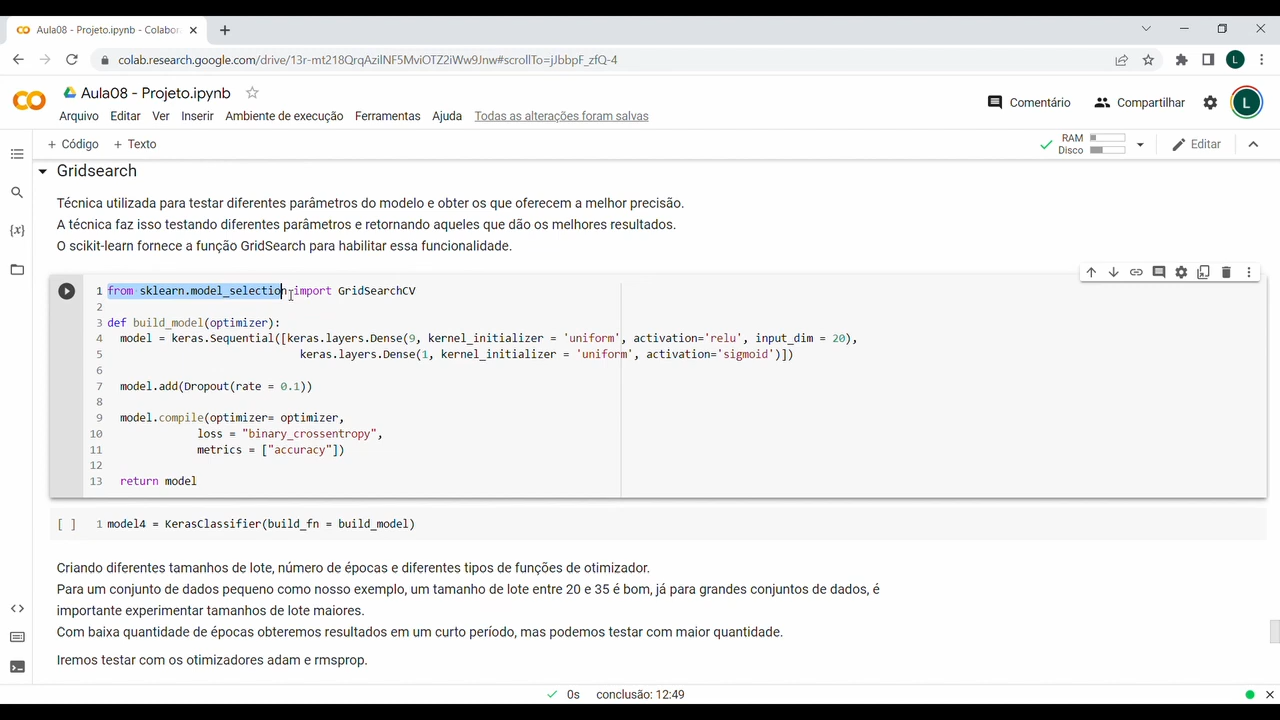 Aula08 - Projeto.ipynb - Colabor
colab.research.google.com/drive/13r-mt218QrqAzilNF5MviOTZ2iWw9Jnw#scrollTo=jJbbpF_zfQ-4
L
Aula08 - Projeto.ipynb
Comentário
Compartilhar
L
Arquivo Editar Ver Inserir Ambiente de execução Ferramentas Ajuda Todas as alterações foram salvas
+ Código + Texto
RAM
Disco
Editar
Gridsearch
Técnica utilizada para testar diferentes parâmetros do modelo e obter os que oferecem a melhor precisão.
A técnica faz isso testando diferentes parâmetros e retornando aqueles que dão os melhores resultados.
O scikit-learn fornece a função GridSearch para habilitar essa funcionalidade.
1 from sklearn.model_selection import GridSearchCV
2
3 def build_model(optimizer):
4 model = keras.Sequential([keras.layers.Dense(9, kernel_initializer = 'uniform', activation='relu', input_dim = 20),
5 keras.layers.Dense(1, kernel_initializer = 'uniform', activation='sigmoid')])
6
7 model.add(Dropout(rate = 0.1))
8
9 model.compile(optimizer= optimizer,
10 loss = "binary_crossentropy",
11 metrics = ["accuracy"])
12
13 return model
[ ] 1 model4 = KerasClassifier(build_fn = build_model)
Criando diferentes tamanhos de lote, número de épocas e diferentes tipos de funções de otimizador.
Para um conjunto de dados pequeno como nosso exemplo, um tamanho de lote entre 20 e 35 é bom, já para grandes conjuntos de dados, é
importante experimentar tamanhos de lote maiores.
Com baixa quantidade de épocas obteremos resultados em um curto período, mas podemos testar com maior quantidade.
Iremos testar com os otimizadores adam e rmsprop.
0s conclusão: 12:49